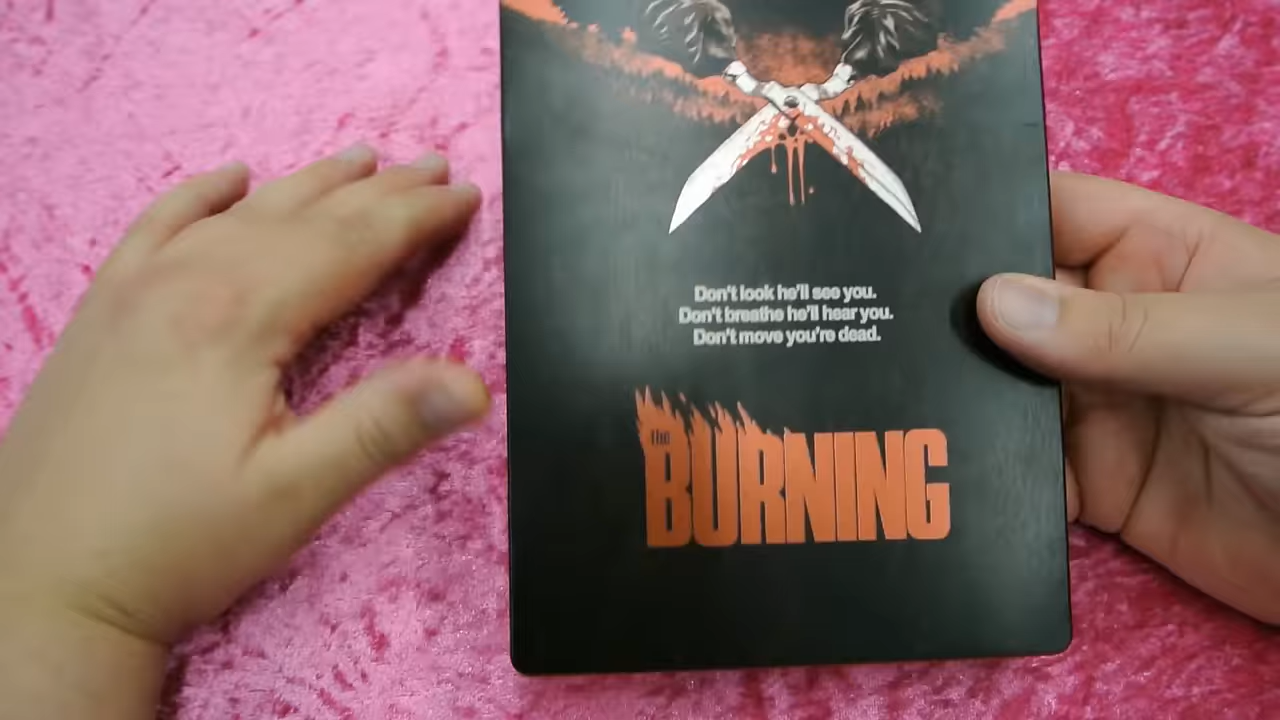 Don't look he'll see you.
Don't breathe he'll hear you.
Don't move you're dead.
the
BURNING